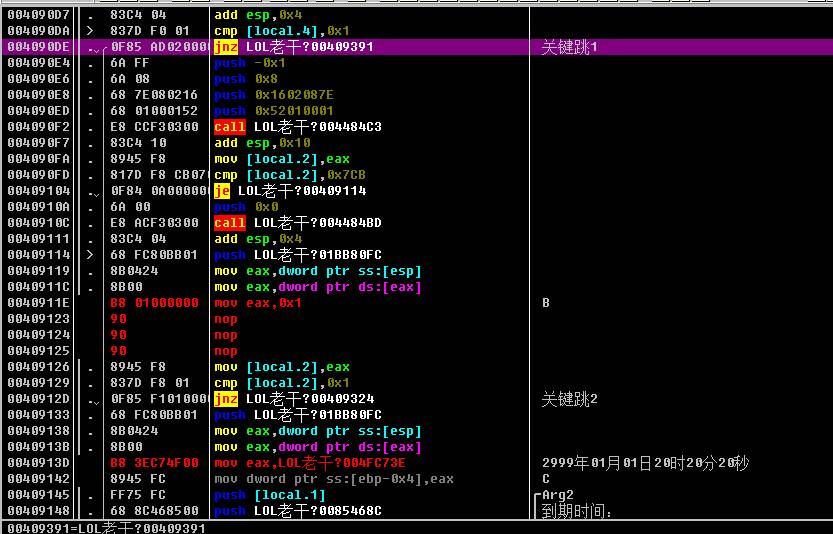 004090D7 . 83C4 04 add esp,0x4
004090DA > 837D F0 01 cmp [local.4],0x1
004090DE . 0F85 AD020000 jnz LOL老干?00409391 关键跳1
004090E4 . 6A FF push -0x1
004090E6 . 6A 08 push 0x8
004090E8 . 68 7E080216 push 0x1602087E
004090ED . 68 01000152 push 0x52010001
004090F2 . E8 CCF30300 call LOL老干?004484C3
004090F7 . 83C4 10 add esp,0x10
004090FA . 8945 F8 mov [local.2],eax
004090FD . 817D F8 CB070 cmp [local.2],0x7CB
00409104 . 0F84 0A000000 je LOL老干?00409114
0040910A . 6A 00 push 0x0
0040910C . E8 ACF30300 call LOL老干?004484BD
00409111 . 83C4 04 add esp,0x4
00409114 > 68 FC80BB01 push LOL老干?01BB80FC
00409119 . 8B0424 mov eax,dword ptr ss:[esp]
0040911C . 8B00 mov eax,dword ptr ds:[eax]
0040911E B8 01000000 mov eax,0x1 B
00409123 90 nop
00409124 90 nop
00409125 90 nop
00409126 . 8945 F8 mov [local.2],eax
00409129 . 837D F8 01 cmp [local.2],0x1
0040912D . 0F85 F1010000 jnz LOL老干?00409324 关键跳2
00409133 . 68 FC80BB01 push LOL老干?01BB80FC
00409138 . 8B0424 mov eax,dword ptr ss:[esp]
0040913B . 8B00 mov eax,dword ptr ds:[eax]
0040913D B8 3EC74F00 mov eax,LOL老干?004FC73E 2999年01月01日20时20分20秒
00409142 8945 FC mov dword ptr ss:[ebp-0x4],eax C
00409145 . FF75 FC push [local.1] Arg2
00409148 . 68 8C468500 push LOL老干?0085468C 到期时间:
00409391=LOL老干?00409391